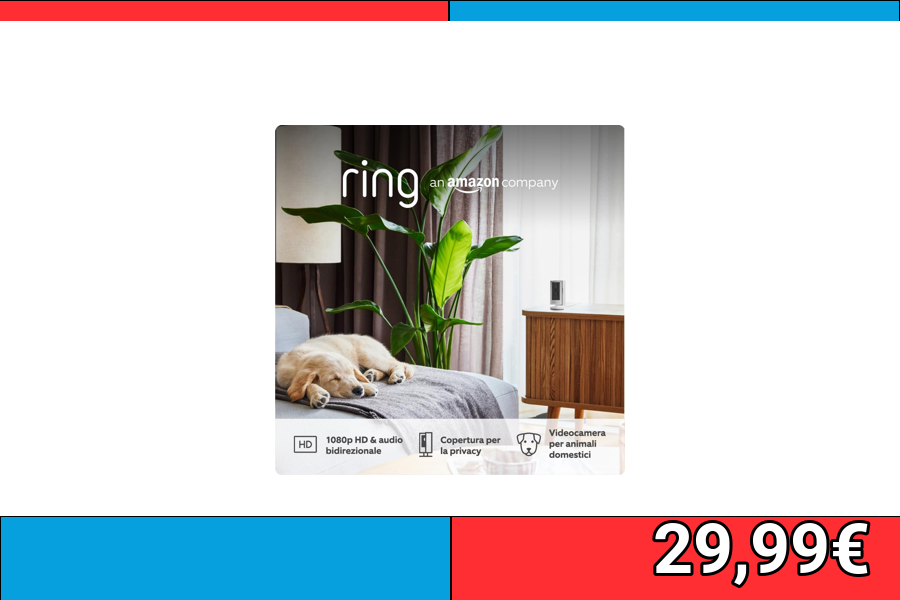 ring an amazon company
HD
1080p HD & audio
bidirezionale
Copertura per
la privacy
Videocamera
per animali
domestici
29,99€